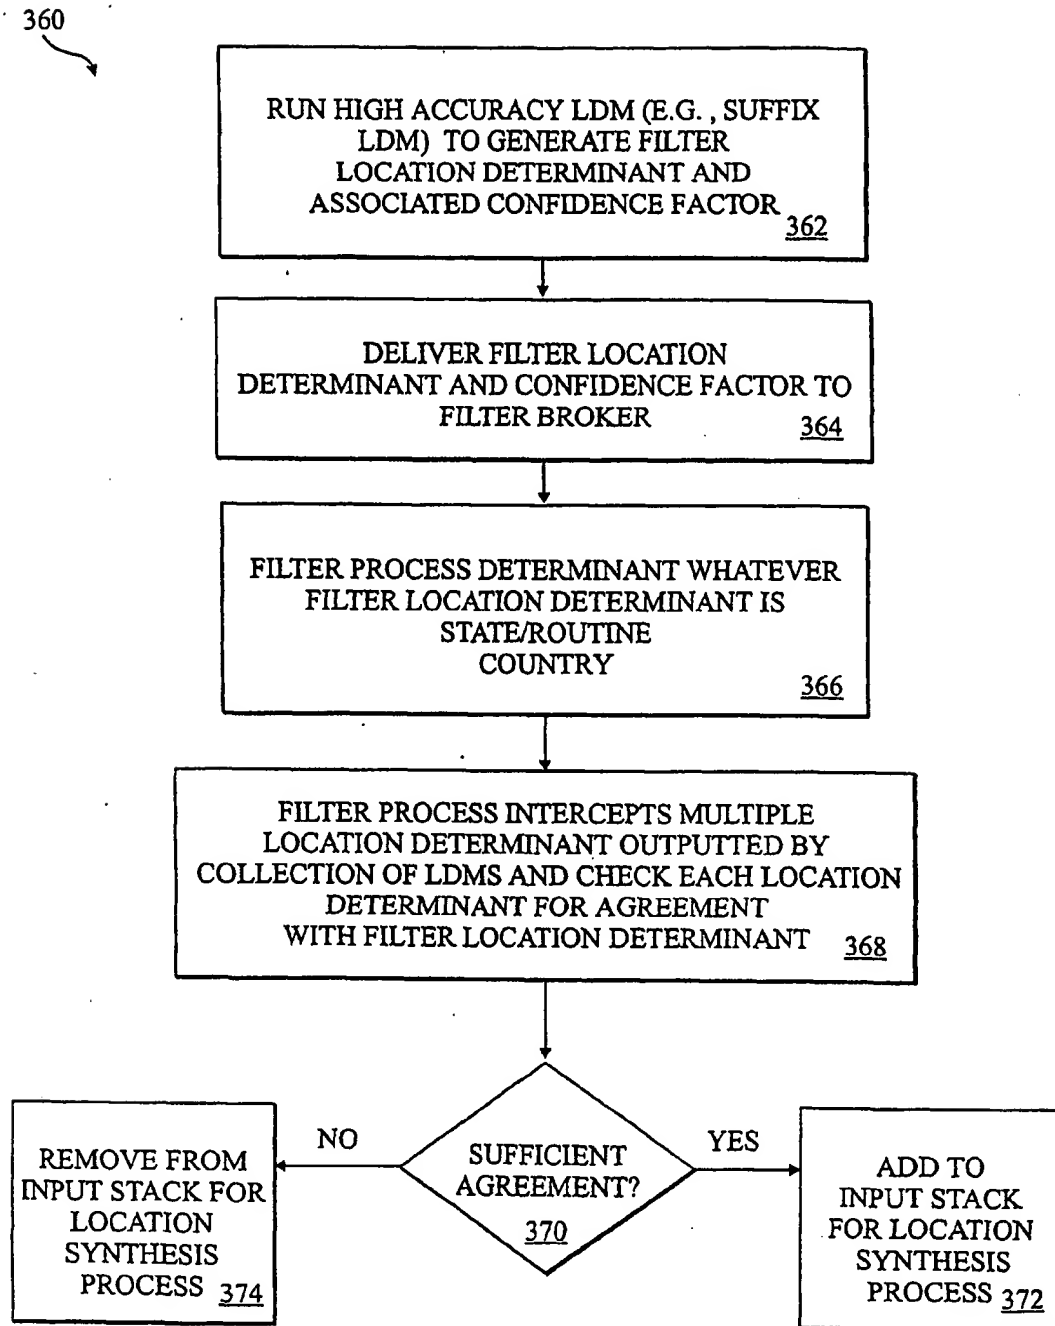 360
RUN HIGH ACCURACY LDM (E.G. , SUFFIX
LDM) TO GENERATE FILTER
LOCATION DETERMINANT AND
ASSOCIATED CONFIDENCE FACTOR
362
DELIVER FILTER LOCATION
DETERMINANT AND CONFIDENCE FACTOR TO
FILTER BROKER
364
FILTER PROCESS DETERMINANT WHATEVER
FILTER LOCATION DETERMINANT IS
STATE/ROUTINE
COUNTRY
366
FILTER PROCESS INTERCEPTS MULTIPLE
LOCATION DETERMINANT OUTPUTTED BY
COLLECTION OF LDMS AND CHECK EACH LOCATION
DETERMINANT FOR AGREEMENT
WITH FILTER LOCATION DETERMINANT
368
SUFFICIENT
AGREEMENT?
370
NO
REMOVE FROM
INPUT STACK FOR
LOCATION
SYNTHESIS
PROCESS 374
YES
ADD TO
INPUT STACK
FOR LOCATION
SYNTHESIS
PROCESS 372